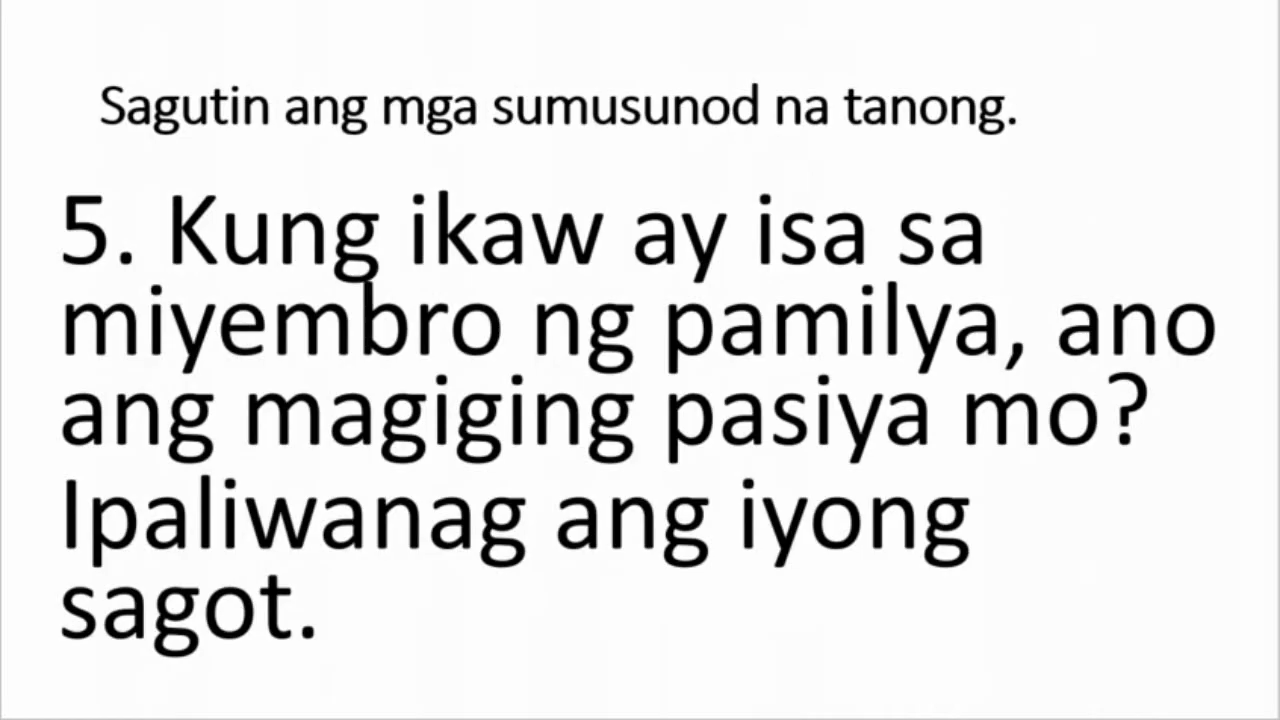 Sagutin ang mga sumusunod na tanong.
5. Kung ikaw ay isa sa
miyembro ng pamilya, ano
ang magiging pasiya mo?
Ipaliwanag ang iyong
sagot.